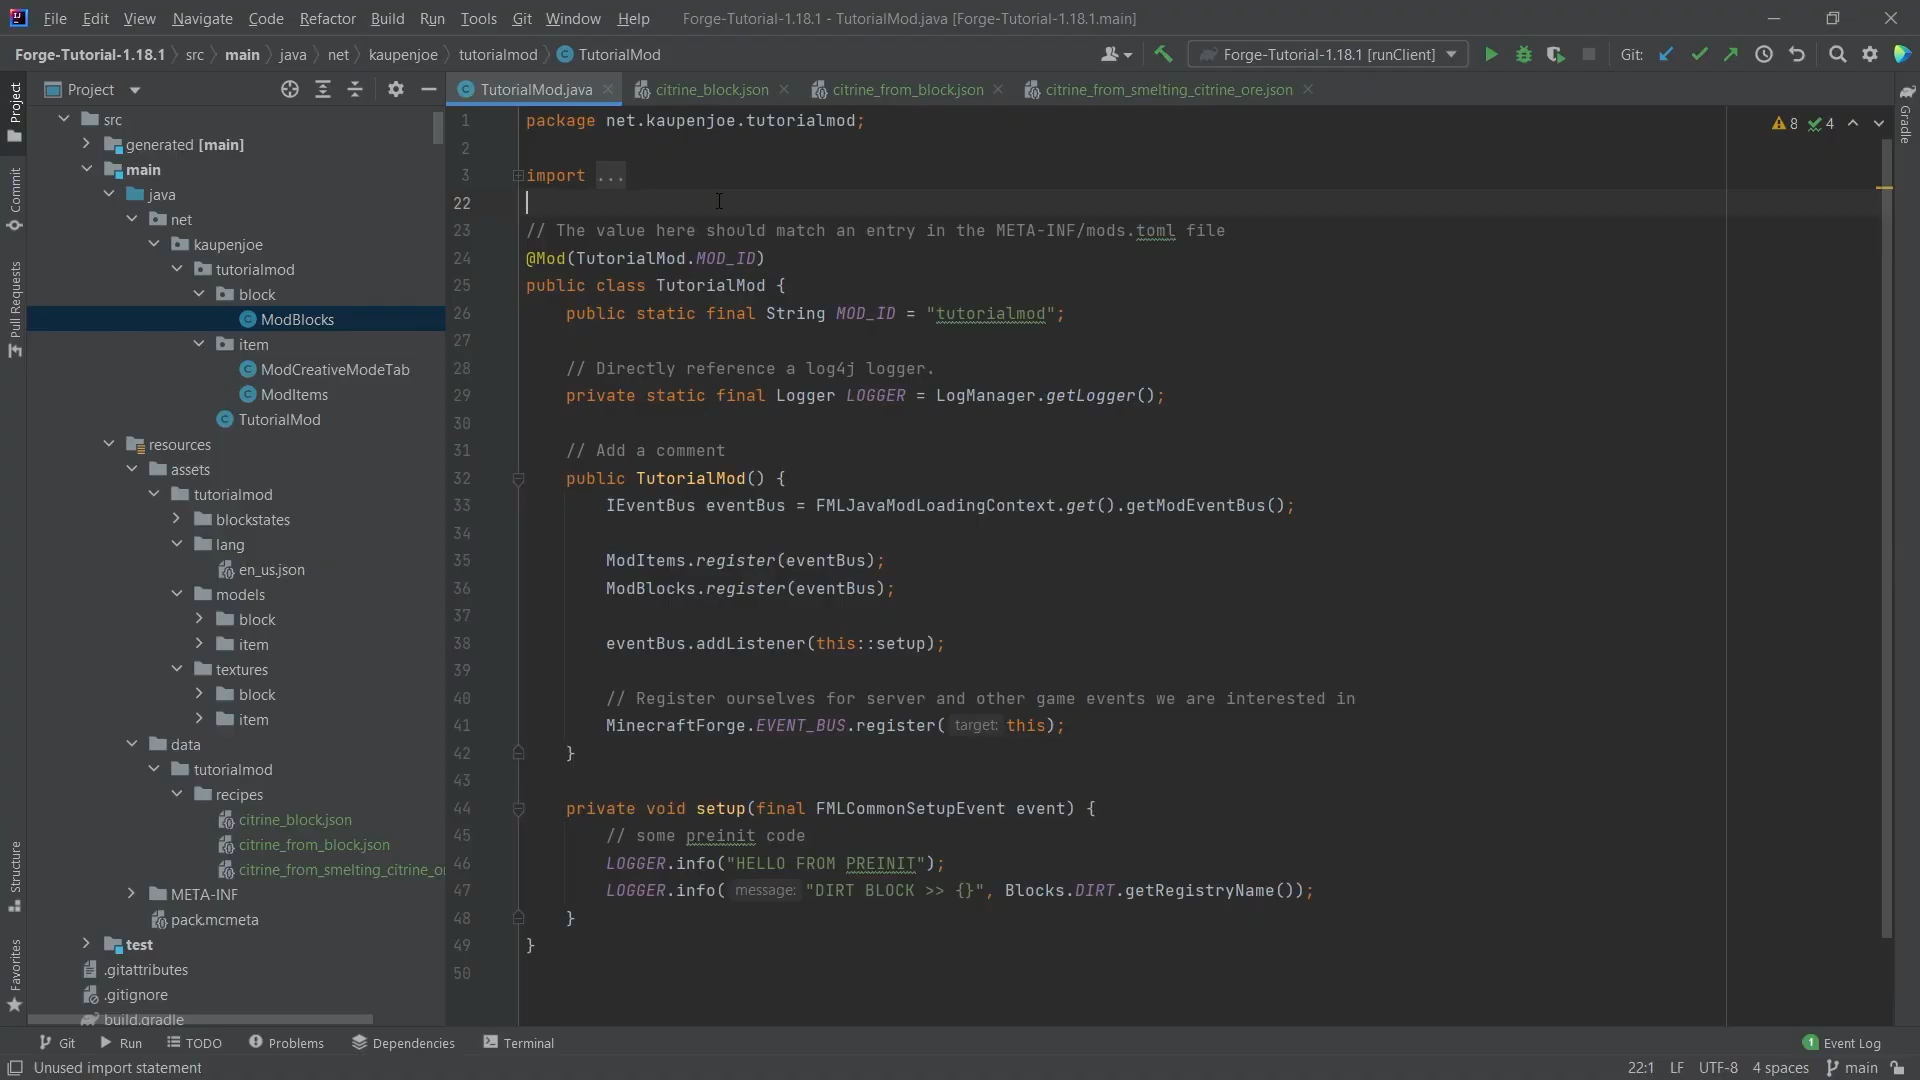 File Edit View Navigate Code Refactor Build Run Tools Git Window Help Forge-Tutorial-1.18.1 - TutorialMod.java [Forge-Tutorial-1.18.1.main]
Forge-Tutorial-1.18.1 src main java net kaupenjoe tutorialmod TutorialMod Forge-Tutorial-1.18.1 [runClient] Git:
Project TutorialMod.java citrine_block.json citrine_from_block.json citrine_from_smelting_citrine_ore.json
Project
Commit
Pull Requests
Structure
Favorites
src
generated [main]
main
java
net
kaupenjoe
tutorialmod
block
ModBlocks
item
ModCreativeModeTab
ModItems
TutorialMod
resources
assets
tutorialmod
blockstates
lang
en_us.json
models
block
item
textures
block
item
data
tutorialmod
recipes
citrine_block.json
citrine_from_block.json
citrine_from_smelting_citrine_or
META-INF
pack.mcmeta
test
.gitattributes
.gitignore
build.gradle
1 package net.kaupenjoe.tutorialmod;
2
3 import ...
22
23 // The value here should match an entry in the META-INF/mods.toml file
24 @Mod(TutorialMod.MOD_ID)
25 public class TutorialMod {
26 public static final String MOD_ID = "tutorialmod";
27
28 // Directly reference a log4j logger.
29 private static final Logger LOGGER = LogManager.getLogger();
30
31 // Add a comment
32 public TutorialMod() {
33 IEventBus eventBus = FMLJavaModLoadingContext.get().getModEventBus();
34
35 ModItems.register(eventBus);
36 ModBlocks.register(eventBus);
37
38 eventBus.addListener(this::setup);
39
40 // Register ourselves for server and other game events we are interested in
41 MinecraftForge.EVENT_BUS.register( target: this);
42 }
43
44 private void setup(final FMLCommonSetupEvent event) {
45 // some preinit code
46 LOGGER.info("HELLO FROM PREINIT");
47 LOGGER.info( message: "DIRT BLOCK >> {}", Blocks.DIRT.getRegistryName());
48 }
49 }
50
8 4
Gradle
Git Run TODO Problems Dependencies Terminal 1 Event Log
Unused import statement 22:1 LF UTF-8 4 spaces main